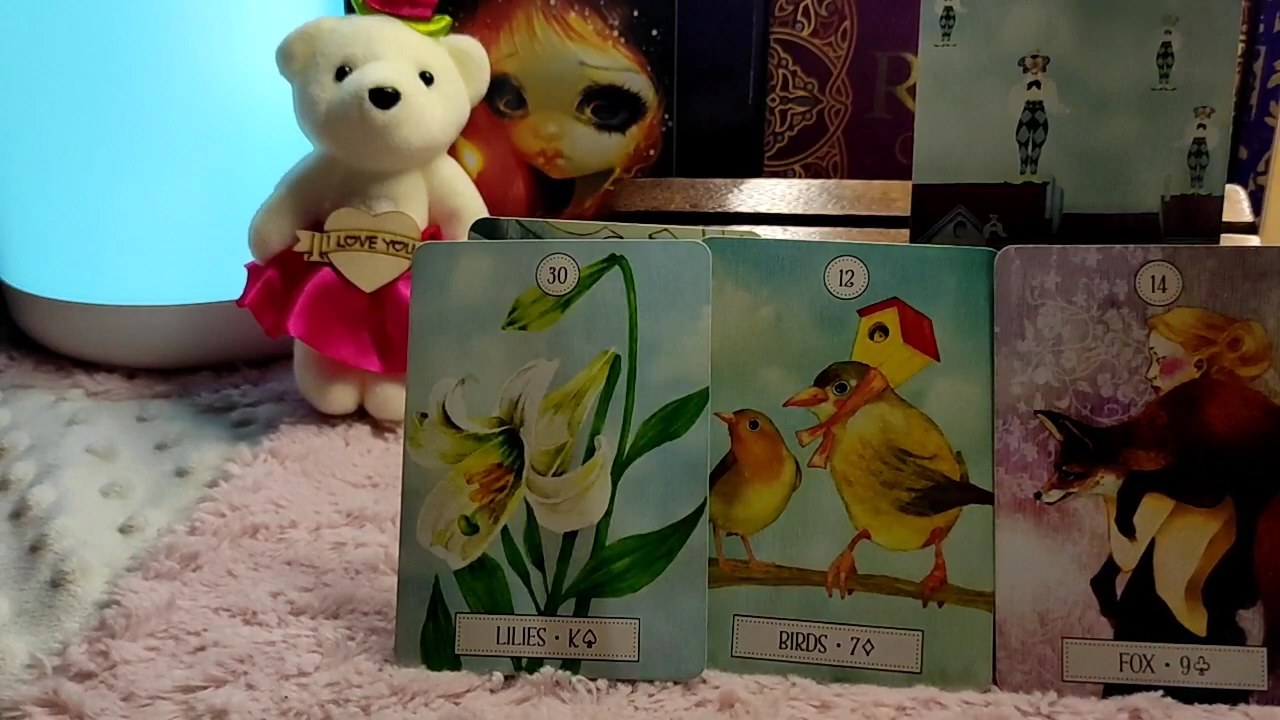 I LOVE YOU
R
30
12
14
LILIES • K♤
BIRDS • 7♢
FOX • 9♧